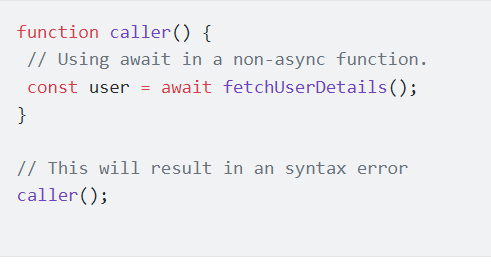 function caller() {
 // Using await in a non-async function.
 const user = await fetchUserDetails();
}

// This will result in an syntax error
caller();